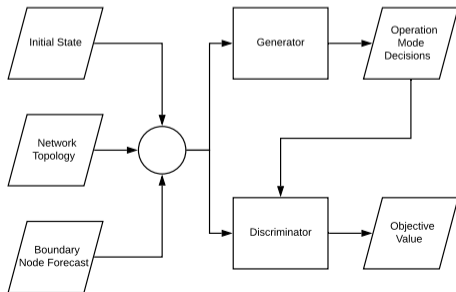 Initial State
Generator
Operation
Mode
Decisions
Network
Topology
Boundary
Node Forecast
Discriminator
Objective
Value